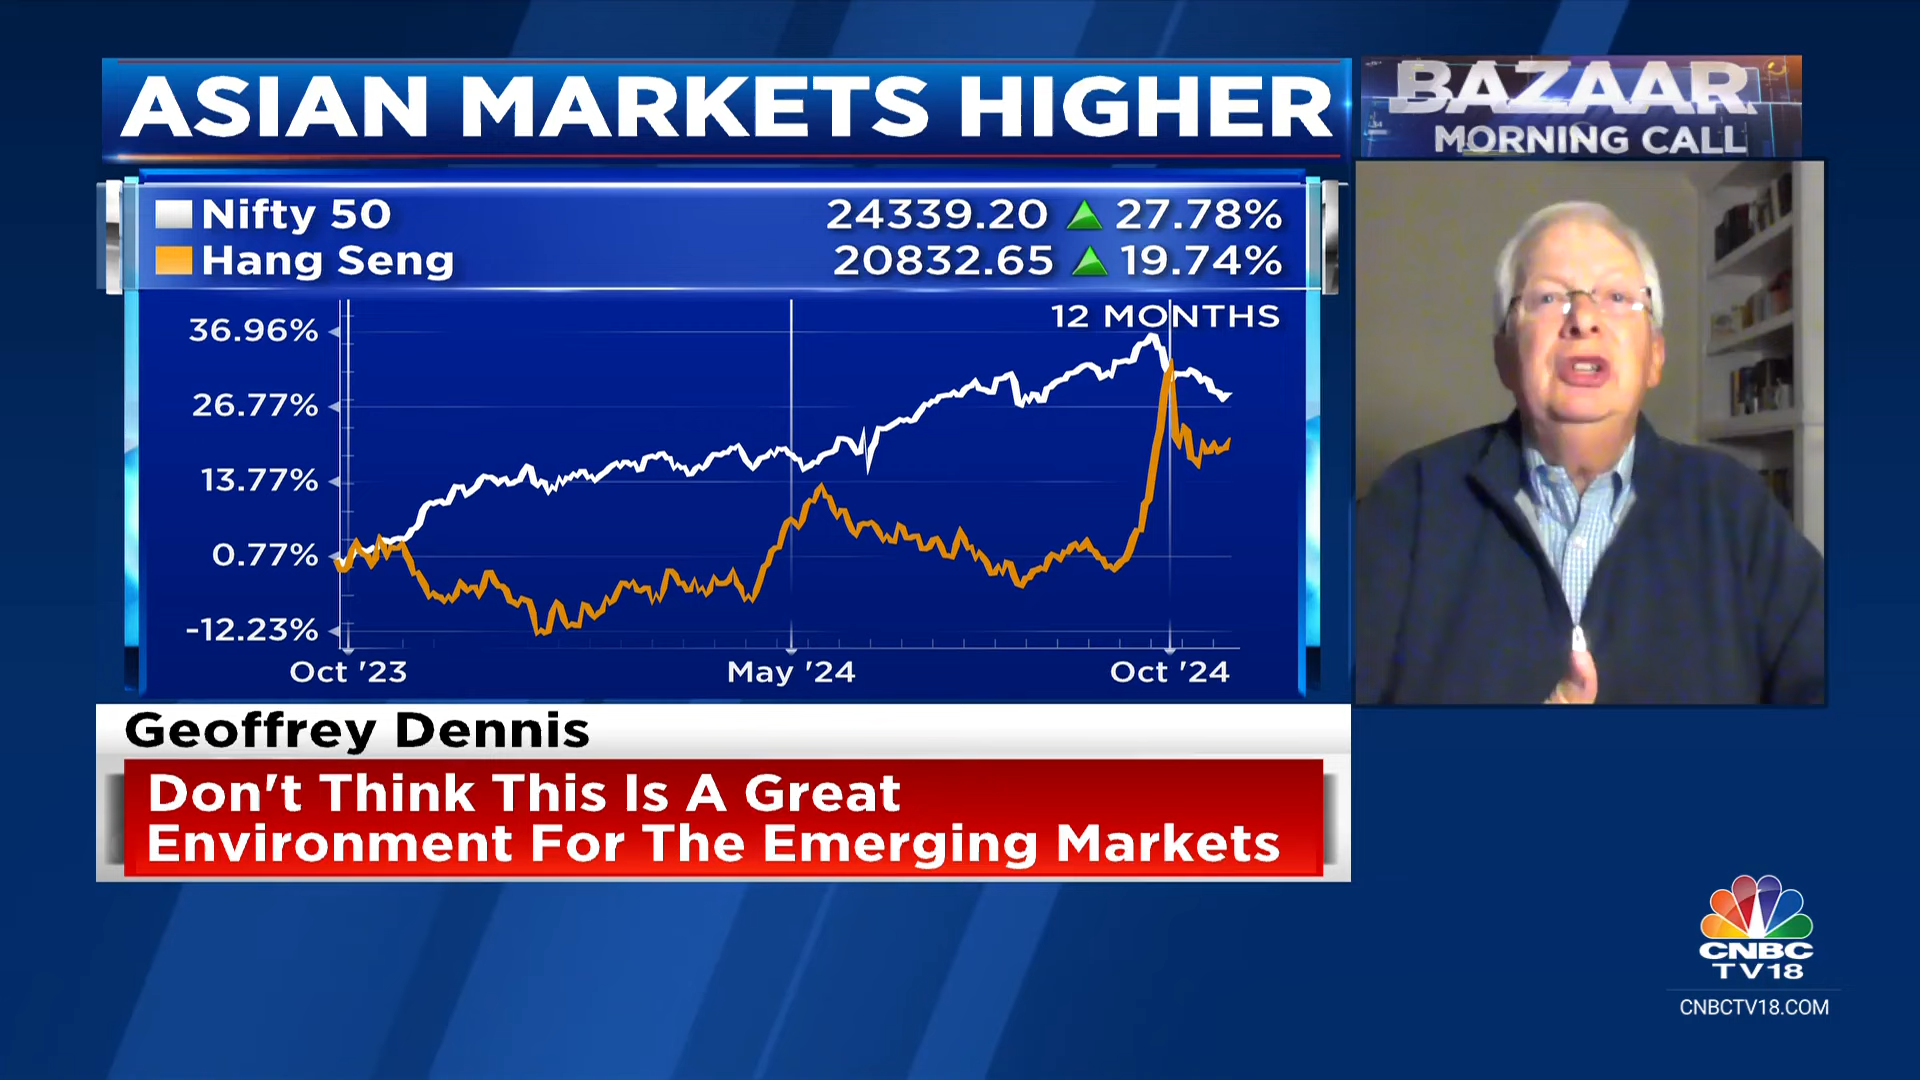 ASIAN MARKETS HIGHER
BAZAAR
MORNING CALL
Nifty 50 24339.20 27.78%
Hang Seng 20832.65 19.74%
12 MONTHS
36.96%
26.77%
13.77%
0.77%
-12.23%
Oct '23 May '24 Oct '24
Geoffrey Dennis
Don't Think This Is A Great
Environment For The Emerging Markets
CNBC
TV18
CNBCTV18.COM